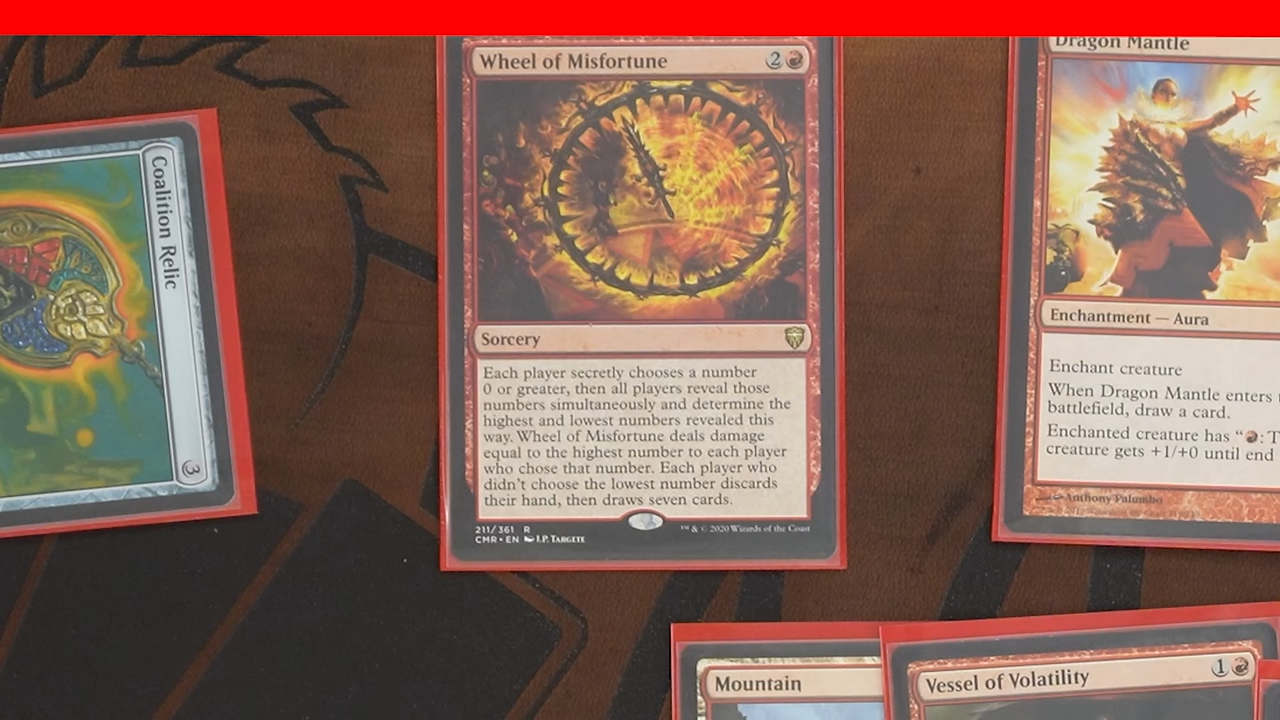 Coalition Relic
3
Wheel of Misfortune
2
Sorcery
Each player secretly chooses a number
0 or greater, then all players reveal those
numbers simultaneously and determine the
highest and lowest numbers revealed this
way. Wheel of Misfortune deals damage
equal to the highest number to each player
who chose that number. Each player who
didn't choose the lowest number discards
their hand, then draws seven cards.
211/361 R
CMR • EN I.P. Targete
™ & © 2020 Wizards of the Coast
Dragon Mantle
Enchantment — Aura
Enchant creature
When Dragon Mantle enters
battlefield, draw a card.
Enchanted creature has “ : T
creature gets +1/+0 until end
Anthony Palumbo
Mountain
Vessel of Volatility
1